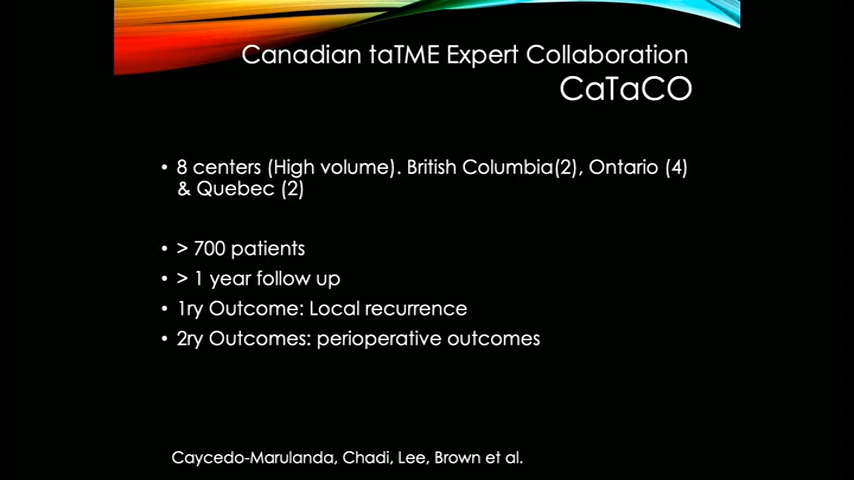 Canadian taTME Expert Collaboration
CaTaCO
• 8 centers (High volume). British Columbia(2), Ontario (4)
& Quebec (2)
• > 700 patients
• > 1 year follow up
• 1ry Outcome: Local recurrence
• 2ry Outcomes: perioperative outcomes
Caycedo-Marulanda, Chadi, Lee, Brown et al.